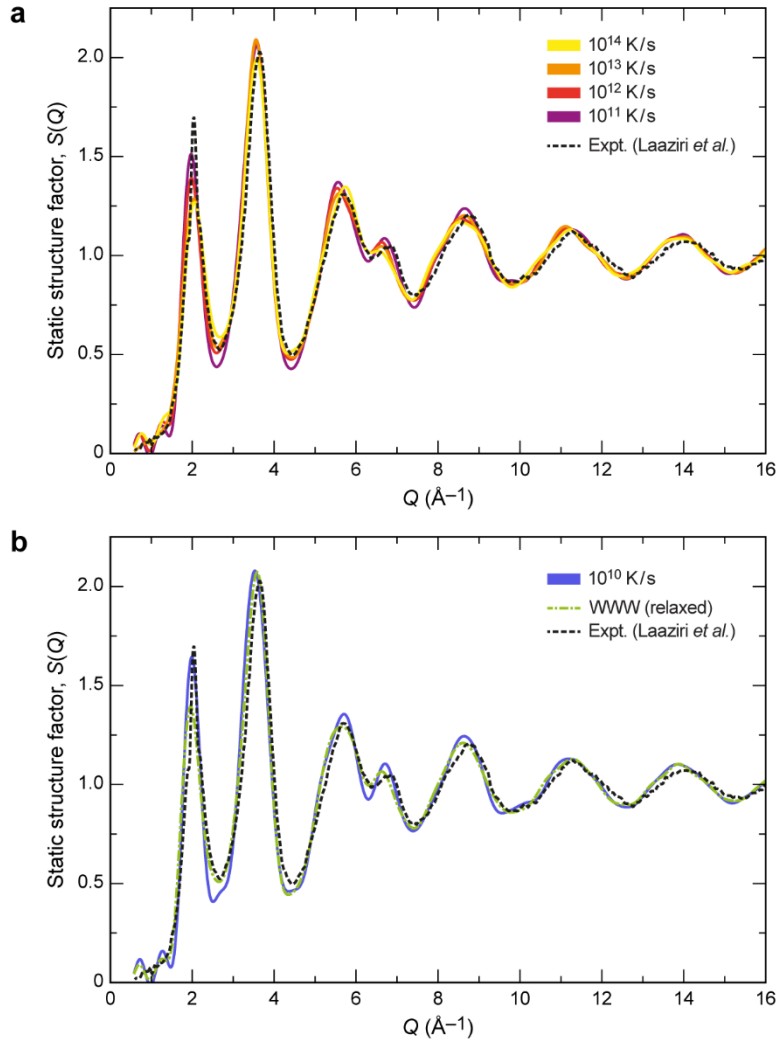 a
2.0
1.5
1.0
0.5
0
Static structure factor, S(Q)
10¹⁴ K/s
10¹³ K/s
10¹² K/s
10¹¹ K/s
Expt. (Laaziri et al.)
0 2 4 6 8 10 12 14 16
Q (Å⁻¹)
b
2.0
1.5
1.0
0.5
0
Static structure factor, S(Q)
10¹⁰ K/s
WWW (relaxed)
Expt. (Laaziri et al.)
0 2 4 6 8 10 12 14 16
Q (Å⁻¹)